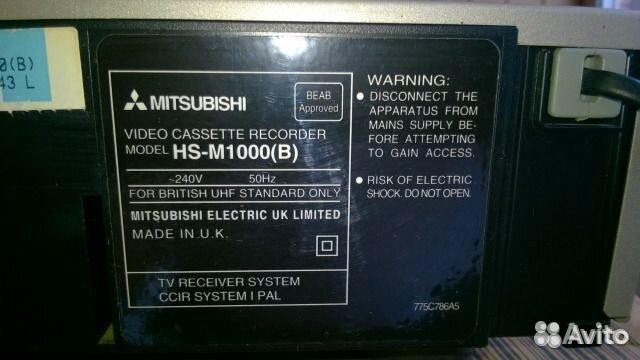 0(B)
43 L
MITSUBISHI
BEAB
Approved
VIDEO CASSETTE RECORDER
MODEL HS-M1000(B)
~240V 50Hz
FOR BRITISH UHF STANDARD ONLY
MITSUBISHI ELECTRIC UK LIMITED
MADE IN U.K.
TV RECEIVER SYSTEM
CCIR SYSTEM I PAL
WARNING:
• DISCONNECT THE
APPARATUS FROM
MAINS SUPPLY BE-
FORE ATTEMPTING
TO GAIN ACCESS.
• RISK OF ELECTRIC
SHOCK. DO NOT OPEN.
775C786A5
Avito